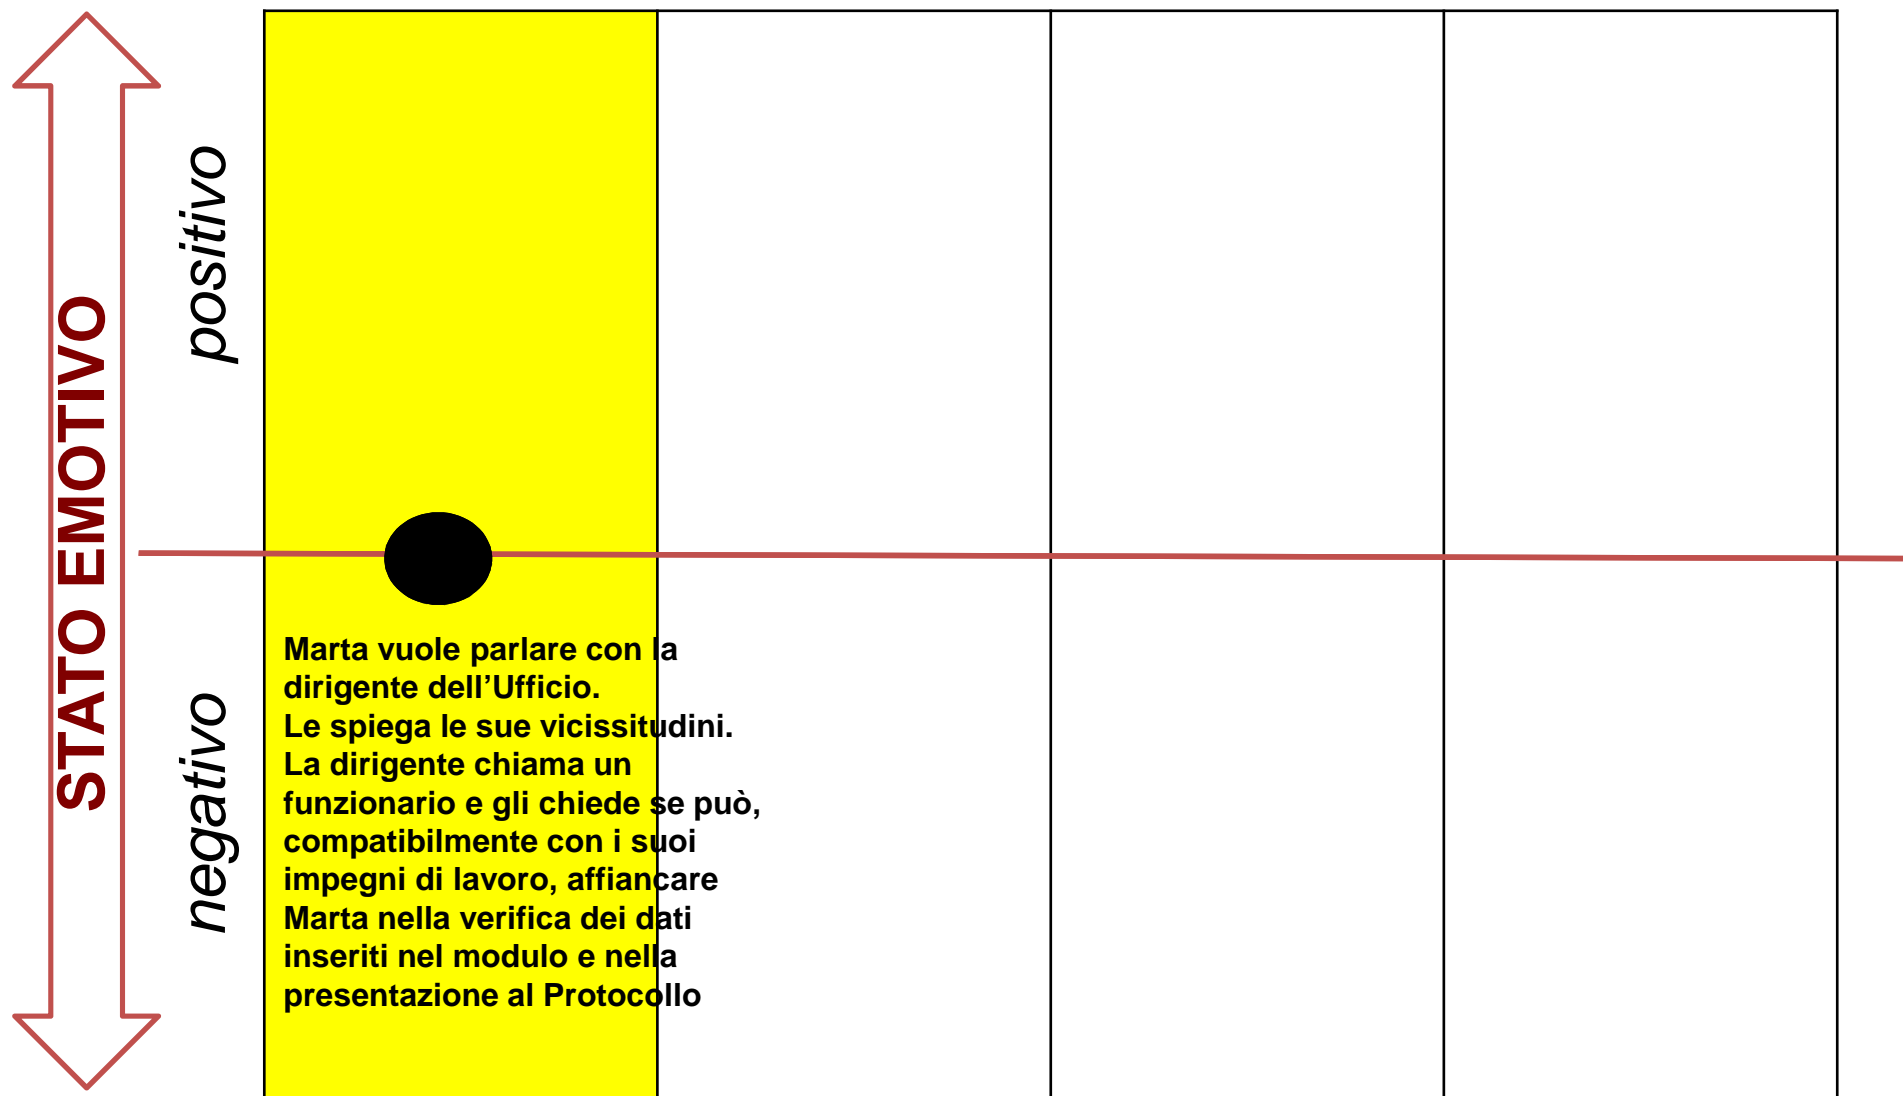 STATO EMOTIVO
positivo
negativo
Marta vuole parlare con la
dirigente dell’Ufficio.
Le spiega le sue vicissitudini.
La dirigente chiama un
funzionario e gli chiede se può,
compatibilmente con i suoi
impegni di lavoro, affiancare
Marta nella verifica dei dati
inseriti nel modulo e nella
presentazione al Protocollo